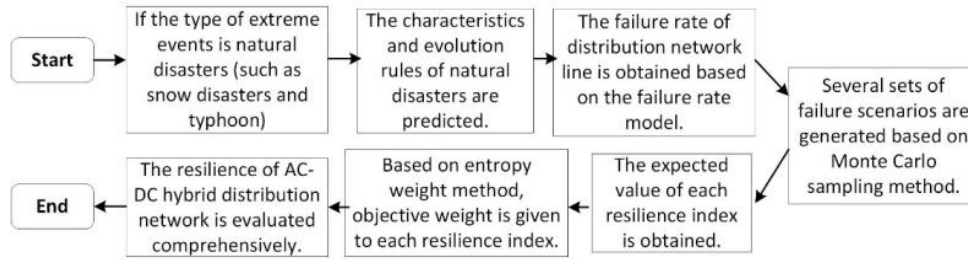 Start
If the type of extreme
events is natural
disasters (such as
snow disasters and
typhoon)
The characteristics
and evolution
rules of natural
disasters are
predicted.
The failure rate of
distribution network
line is obtained based
on the failure rate
model.
Several sets of
failure scenarios are
generated based on
Monte Carlo
sampling method.
The expected
value of each
resilience index
is obtained.
Based on entropy
weight method,
objective weight is given
to each resilience index.
The resilience of AC-
DC hybrid distribution
network is evaluated
comprehensively.
End